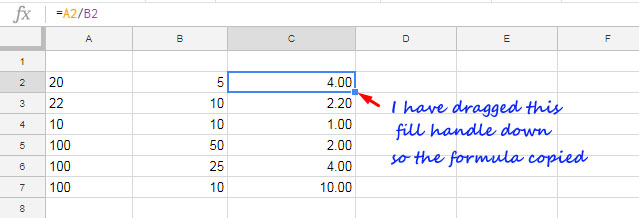 fx =A2/B2
A B C D E F
1
2 20 5 4.00
3 22 10 2.20
4 10 10 1.00
5 100 50 2.00
6 100 25 4.00
7 100 10 10.00
8
I have dragged this
fill handle down
so the formula copied